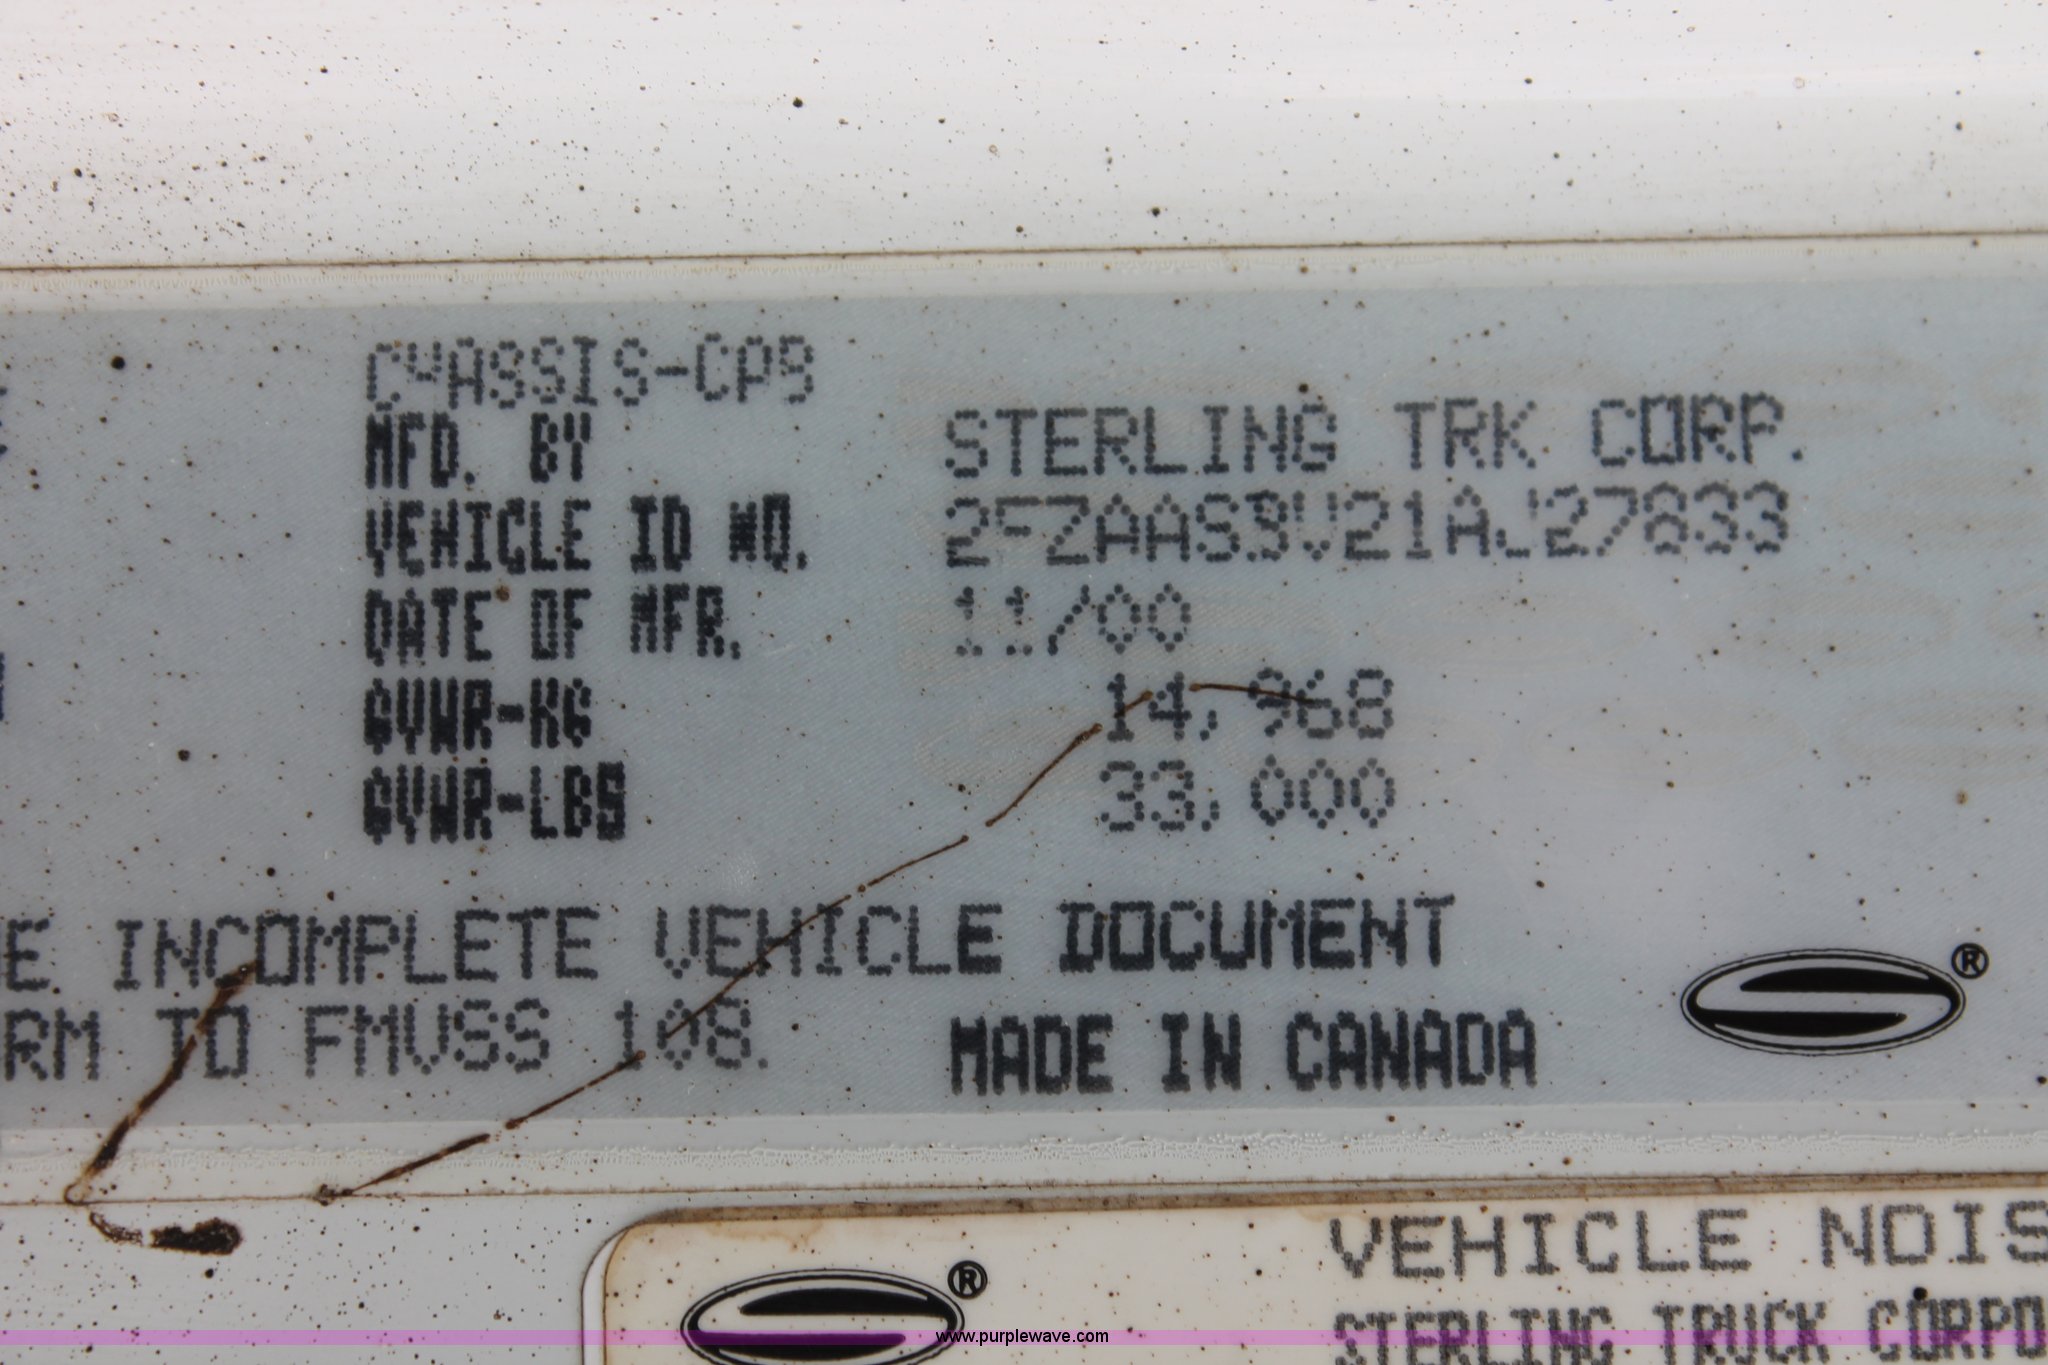 CHASSIS-CPS
MFD. BY STERLING TRK CORP.
VEHICLE ID NO. 2FZAASBV21AJ27833
DATE OF MFR. 11/00
GVWR-KG 14,968
GVWR-LBS 33,000
E INCOMPLETE VEHICLE DOCUMENT
RM TO FMVSS 108. MADE IN CANADA
®
VEHICLE NOIS
® STERLING TRUCK CORPO
www.purplewave.com